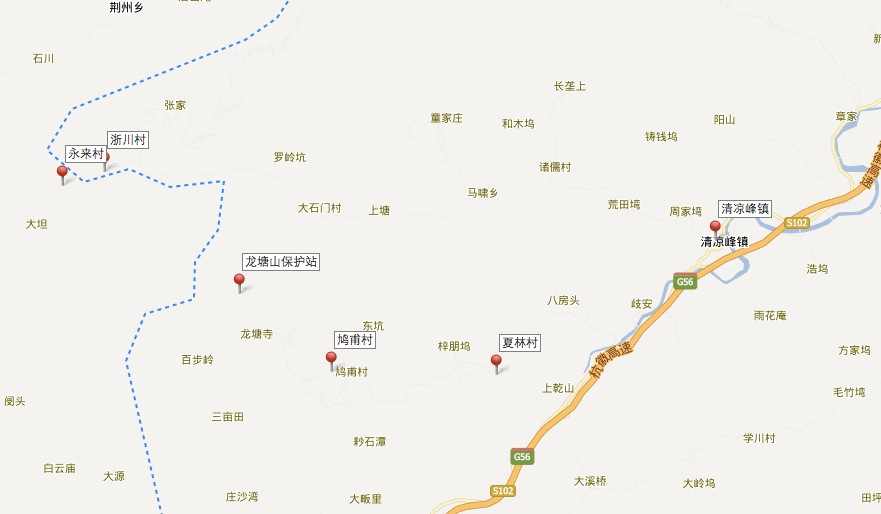 荆州乡
石川
张家
长垄上
童家庄
和木坞
阳山
章家
铸钱坞
浙川村
永来村
罗岭坑
诸儒村
马啸乡
大石门村
上塘
荒田塆
周家塆
清凉峰镇
S102
大坦
清凉峰镇
龙塘山保护站
浩坞
G56
八房头
歧安
雨花庵
东坑
龙塘寺
鸠甫村
梓朋坞
夏林村
杭徽高速
方家坞
百步岭
鸠甫村
上乾山
毛竹塆
阌头
三亩田
耖石潭
学川村
G56
白云庙
大源
大溪桥
大岭坞
S102
庄沙湾
大畈里
田坪